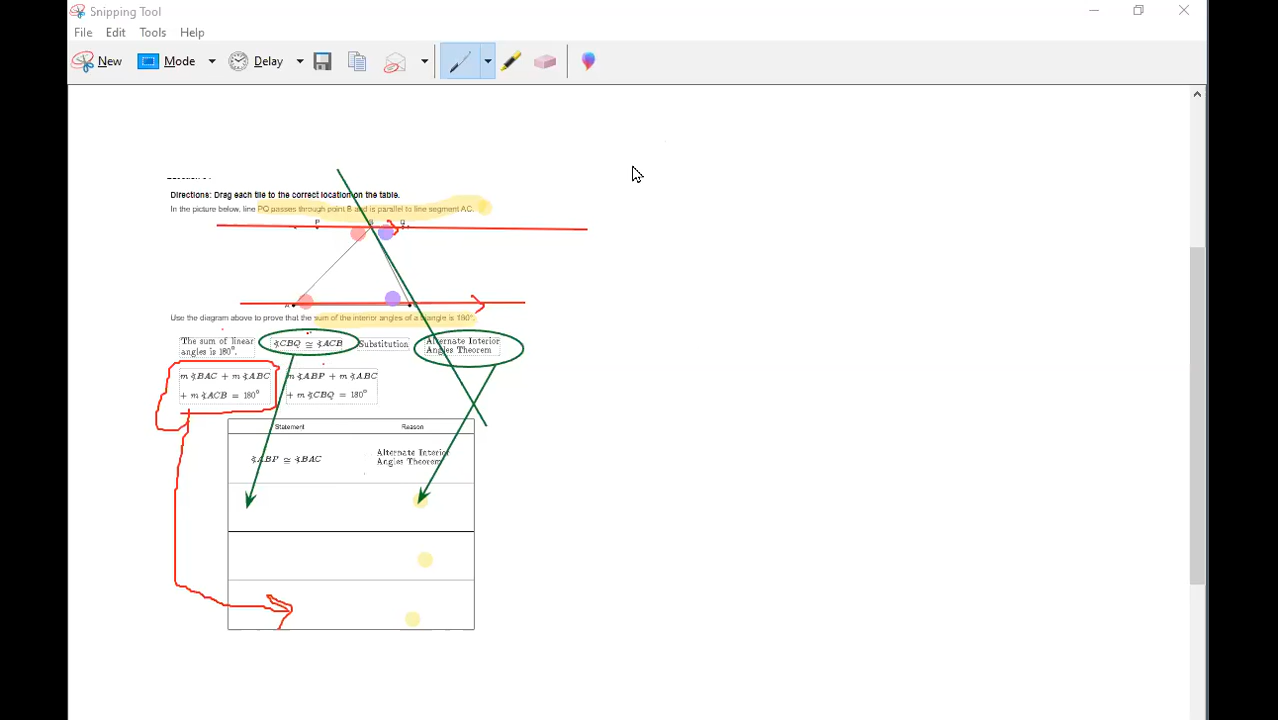 Snipping Tool
File Edit Tools Help
New Mode Delay
Directions: Drag each tile to the correct location on the table.
In the picture below, line PQ passes through point B and is parallel to line segment AC.
P B Q
A
Use the diagram above to prove that the sum of the interior angles of a triangle is 180°.
The sum of linear
angles is 180°.
∢CBQ ≅ ∢ACB
Substitution
Alternate Interior
Angles Theorem
m∢BAC + m∢ABC
+ m∢ACB = 180°
m∢ABP + m∢ABC
+ m∢CBQ = 180°
Statement Reason
∢ABP ≅ ∢BAC
Alternate Interior
Angles Theorem